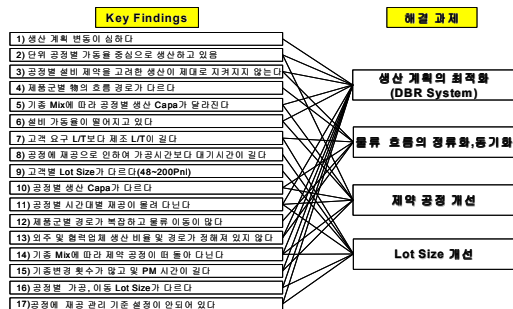 Key Findings
해결 과제
1) 생산 계획 변동이 심하다
2) 단위 공정별 가동율 중심으로 생산하고 있음
3) 공정별 설비 제약을 고려한 생산이 제대로 지켜지지 않는다
4) 제품군별 물의 흐름 경로가 다르다
5) 기종 Mix에 따라 공정별 생산 Capa가 달라진다
6) 설비 가동율이 떨어지고 있다
7) 고객 요구 L/T보다 제조 L/T이 길다
8) 공정에 재공으로 인하여 가공시간보다 대기시간이 길다
9) 고객별 Lot Size가 다르다(48~200Pnl)
10) 공정별 생산 Capa가 다르다
11) 공정별 시간대별 재공이 몰려 다닌다
12) 제품군별 경로가 복잡하고 물류 이동이 많다
13) 외주 및 협력업체 생산 비율 및 경로가 정해져 있지 않다
14) 기종 Mix에 따라 제약 공정이 떠 돌아 다닌다
15) 기종변경 횟수가 많고 및 PM 시간이 길다
16) 공정별 가공, 이동 Lot Size가 다르다
17)공정에 재공 관리 기준 설정이 안되어 있다
생산 계획의 최적화
(DBR System)
물류 흐름의 정류화,동기화
제약 공정 개선
Lot Size 개선